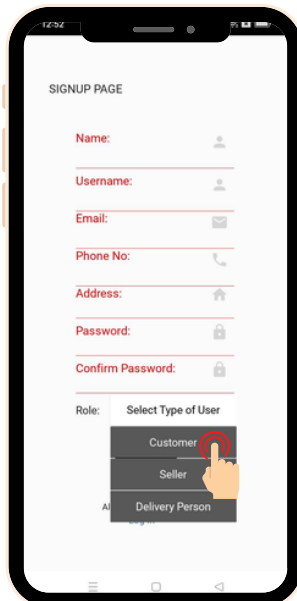 12:52
SIGNUP PAGE
Name:
Username:
Email:
Phone No:
Address:
Password:
Confirm Password:
Role: Select Type of User
Customer
Seller
Al
Delivery Person